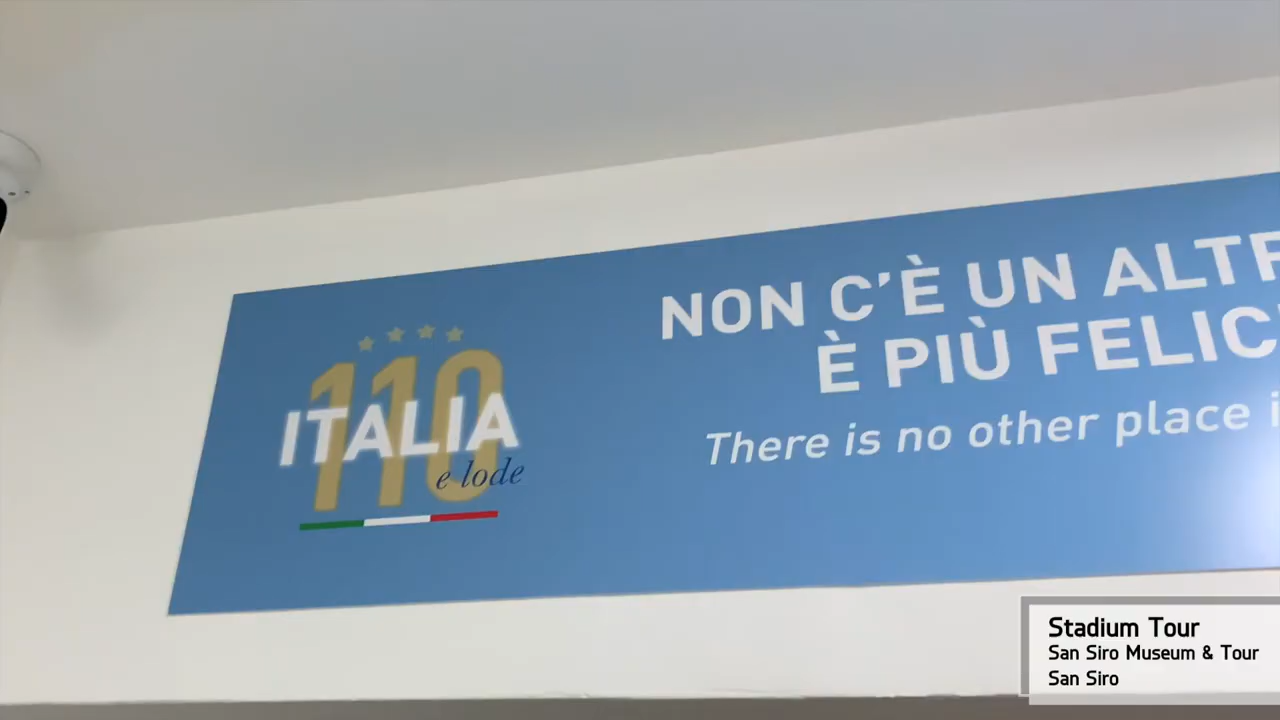 110
ITALIA
e lode
NON C'È UN ALTR
È PIÙ FELIC
There is no other place
Stadium Tour
San Siro Museum & Tour
San Siro